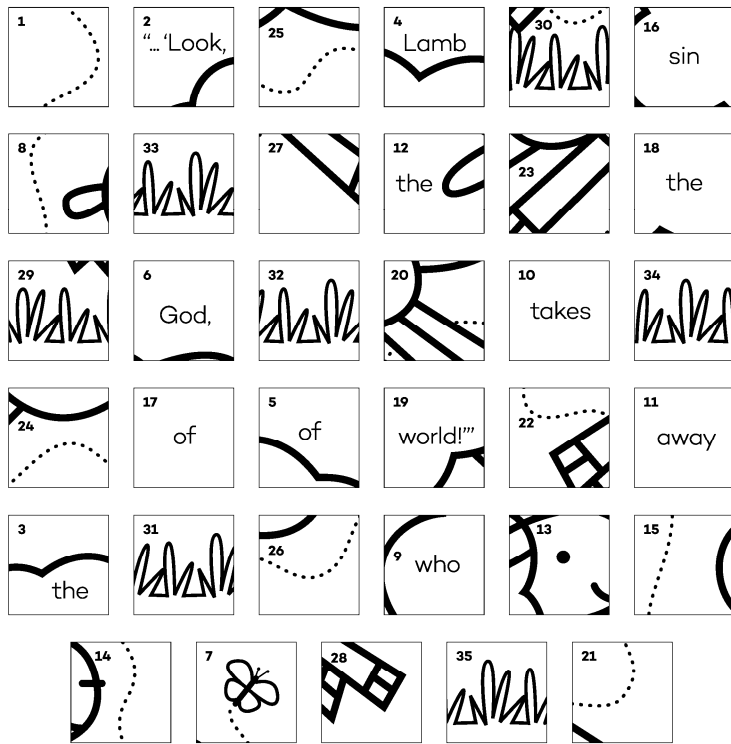 1
2
"... 'Look,
25
4
Lamb
30
16
sin
8
33
27
12
the
23
18
the
29
6
God,
32
20
10
takes
34
24
17
of
5
of
19
world!'"
22
11
away
3
the
31
26
9
who
13
15
14
7
28
35
21